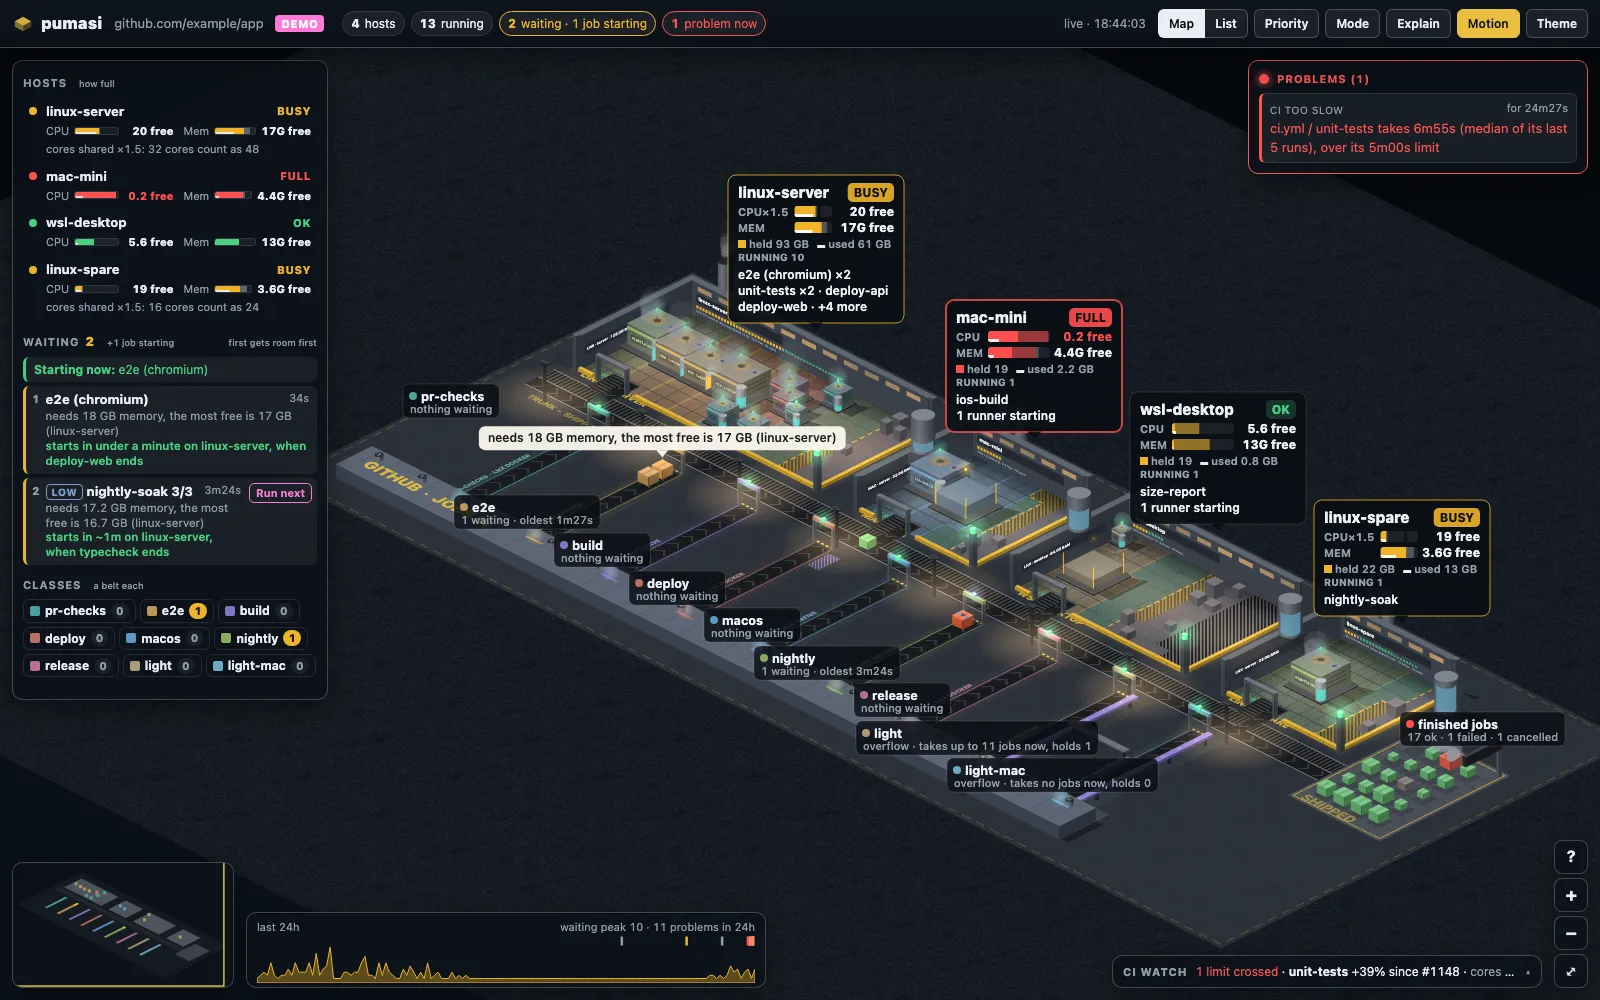 pumasi github.com/example/app DEMO 4 hosts 13 running 2 waiting · 1 job starting 1 problem now live · 18:44:03 Map List Priority Mode Explain Motion Theme
HOSTS how full
linux-server BUSY
CPU 20 free Mem 17G free
cores shared ×1.5: 32 cores count as 48
mac-mini FULL
CPU 0.2 free Mem 4.4G free
wsl-desktop OK
CPU 5.6 free Mem 13G free
linux-spare BUSY
CPU 19 free Mem 3.6G free
cores shared ×1.5: 16 cores count as 24
WAITING 2 +1 job starting first gets room first
Starting now: e2e (chromium)
1 e2e (chromium) 34s
needs 18 GB memory, the most free is 17 GB
(linux-server)
starts in under a minute on linux-server, when
deploy-web ends
2 LOW nightly-soak 3/3 3m24s Run next
needs 17.2 GB memory, the most
free is 16.7 GB (linux-server)
starts in ~1m on linux-server,
when typecheck ends
CLASSES a belt each
pr-checks 0 e2e 1 build 0
deploy 0 macos 0 nightly 1
release 0 light 0 light-mac 0
PROBLEMS (1)
CI TOO SLOW for 24m27s
ci.yml / unit-tests takes 6m55s (median of its last
5 runs), over its 5m00s limit
linux-server BUSY
CPU×1.5 20 free
MEM 17G free
held 93 GB used 61 GB
RUNNING 10
e2e (chromium) ×2
unit-tests ×2 · deploy-api
deploy-web · +4 more
mac-mini FULL
CPU 0.2 free
MEM 4.4G free
held 19 used 2.2 GB
RUNNING 1
ios-build
1 runner starting
wsl-desktop OK
CPU 5.6 free
MEM 13G free
held 19 used 0.8 GB
RUNNING 1
size-report
1 runner starting
linux-spare BUSY
CPU×1.5 19 free
MEM 3.6G free
held 22 GB used 13 GB
RUNNING 1
nightly-soak
pr-checks
nothing waiting
needs 18 GB memory, the most free is 17 GB (linux-server)
GITHUB · JO
e2e
1 waiting · oldest 1m27s
build
nothing waiting
deploy
nothing waiting
macos
nothing waiting
nightly
1 waiting · oldest 3m24s
release
nothing waiting
light
overflow · takes up to 11 jobs now, holds 1
light-mac
overflow · takes no jobs now, holds 0
finished jobs
17 ok · 1 failed · 1 cancelled
SHIPPED
last 24h waiting peak 10 · 11 problems in 24h
CI WATCH 1 limit crossed · unit-tests +39% since #1148 · cores ...
?
+
−